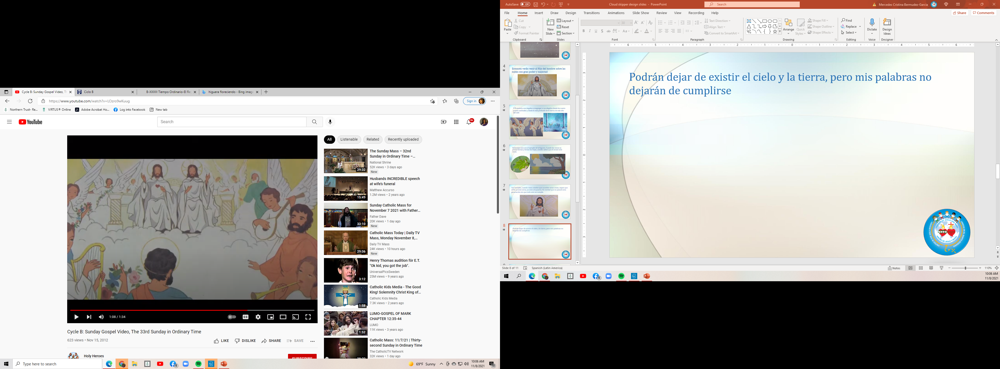 Cycle B: Sunday Gospel Video, Th
Ciclo B
B-XXXIII Tiempo Ordinario-El Re
higuera floreciendo - Bing image
https://www.youtube.com/watch?v=LOzro9wKuug
Sign in
Northern Trust- Re...
VIRTUS® Online
Adobe Acrobat Ho...
Log into Facebook
New tab
YouTube
Search
9+
All
Listenable
Related
Recently uploaded
The Sunday Mass – 32nd
Sunday in Ordinary Time –...
National Shrine
52K views • 3 days ago
New
29:32
Husbands INCREDIBLE speech
at wife's funeral
Matthew Accurso
1.2M views • 2 years ago
15:49
Sunday Catholic Mass for
November 7 2021 with Father...
Father Dave
20K views • 1 day ago
New
33:10
Catholic Mass Today | Daily TV
Mass, Monday November 8,...
Daily TV Mass
24K views • 10 hours ago
New
29:06
Henry Thomas audition för E.T.
"Ok kid, you got the job".
UniversalPicsSweden
25M views • 9 years ago
3:12
Catholic Kids Media - The Good
King! Solemnity Christ King of...
Catholic Kids Media
7.3K views • 2 years ago
1:58
LUMO-GOSPEL OF MARK
CHAPTER 12:35-44
LUMO
11K views • 3 years ago
1:52
Catholic Mass: 11/7/21 | Thirty-
second Sunday in Ordinary Time
The CatholicTV Network
32K views • 1 day ago
1:08 / 1:34
CC
Cycle B: Sunday Gospel Video, The 33rd Sunday in Ordinary Time
623 views • Nov 15, 2012
LIKE
DISLIKE
SHARE
SAVE
Holy Heroes
SUBSCRIBE
Type here to search
69°F Sunny
10:06 AM
11/8/2021
AutoSave
Off
Cloud skipper design slides - PowerPoint
Search
Mercedes Cristina Bermudez-Garcia
File Home Insert Draw Design Transitions Animations Slide Show Review View Recording Help
Share
Comments
Paste
Cut
Copy
Format Painter
Clipboard
New
Slide
Layout
Reset
Section
Slides
30
Font
Text Direction
Align Text
Convert to SmartArt
Paragraph
Arrange
Quick
Styles
Shape Fill
Shape Outline
Shape Effects
Drawing
Find
Replace
Select
Editing
Dictate
Voice
Design
Ideas
Designer
4
Entonces verán venir al Hijo del hombre sobre las
nubes con gran poder y majestad
5
Y Él enviará a sus ángeles a congregar a sus elegidos desde los cuatro
puntos cardinales y desde lo más profundo de la tierra a lo más alto
del cielo
6
Entiendan esto con el ejemplo de la higuera. Cuando las ramas se
ponen tiernas y brotan las hojas, ustedes saben que el verano está
cerca.
7
Así también, cuando vean ustedes que suceden estas cosas, sepan que
el fin ya está cerca, ya está a la puerta. En verdad que no pasará esta
generación sin que todo esto se cumpla.
8
Podrán dejar de existir el cielo y la tierra, pero mis palabras no
dejarán de cumplirse
Podrán dejar de existir el cielo y la tierra, pero mis palabras no
dejarán de cumplirse
Slide 8 of 11
Spanish (Latin America)
Notes
110%
10:06 AM
11/8/2021